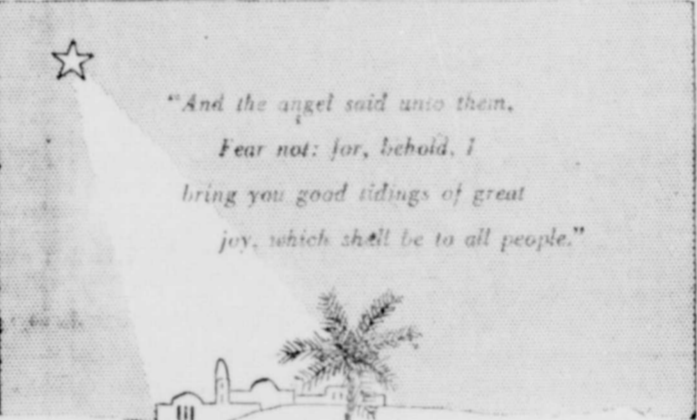 "And the angel said unto them,
Fear not: for, behold, I
bring you good tidings of great
joy, which shall be to all people."